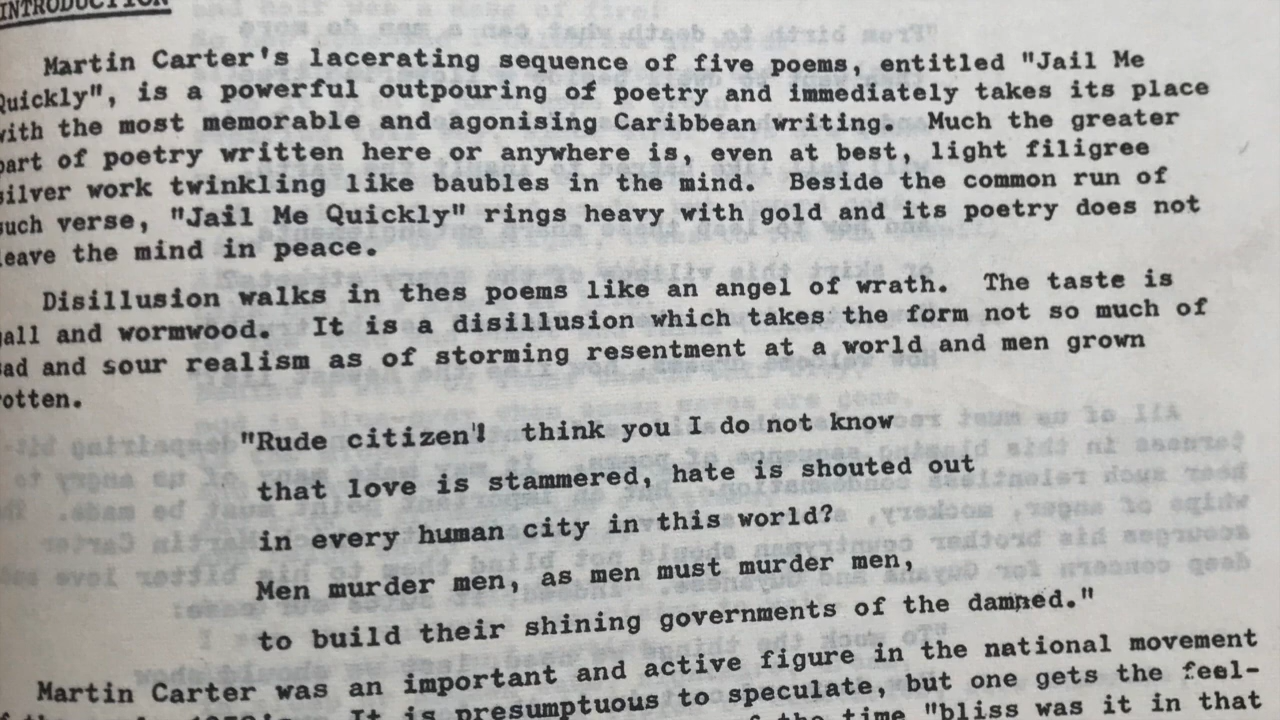 INTRODUCTION
Martin Carter's lacerating sequence of five poems, entitled "Jail Me
Quickly", is a powerful outpouring of poetry and immediately takes its place
with the most memorable and agonising Caribbean writing. Much the greater
part of poetry written here or anywhere is, even at best, light filigree
silver work twinkling like baubles in the mind. Beside the common run of
such verse, "Jail Me Quickly" rings heavy with gold and its poetry does not
leave the mind in peace.
Disillusion walks in thes poems like an angel of wrath. The taste is
gall and wormwood. It is a disillusion which takes the form not so much of
sad and sour realism as of storming resentment at a world and men grown
rotten.
"Rude citizen! think you I do not know
that love is stammered, hate is shouted out
in every human city in this world?
Men murder men, as men must murder men,
to build their shining governments of the damned."
Martin Carter was an important and active figure in the national movement
It is presumptuous to speculate, but one gets the feel-
the time "bliss was it in that